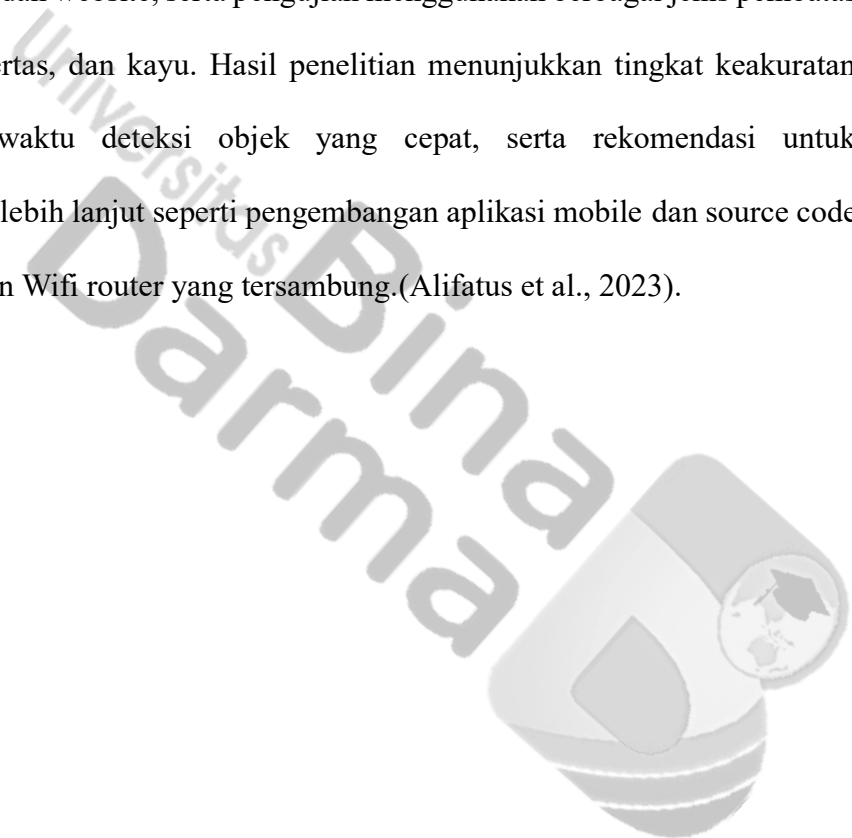 dan website, serta pengujian menggunakan berbagai jenis
ertas, dan kayu. Hasil penelitian menunjukkan tingkat keakuratan
waktu deteksi objek yang cepat, serta rekomendasi untuk
lebih lanjut seperti pengembangan aplikasi mobile dan source code
n Wifi router yang tersambung.(Alifatus et al., 2023).
Universitas
Bina
Darma